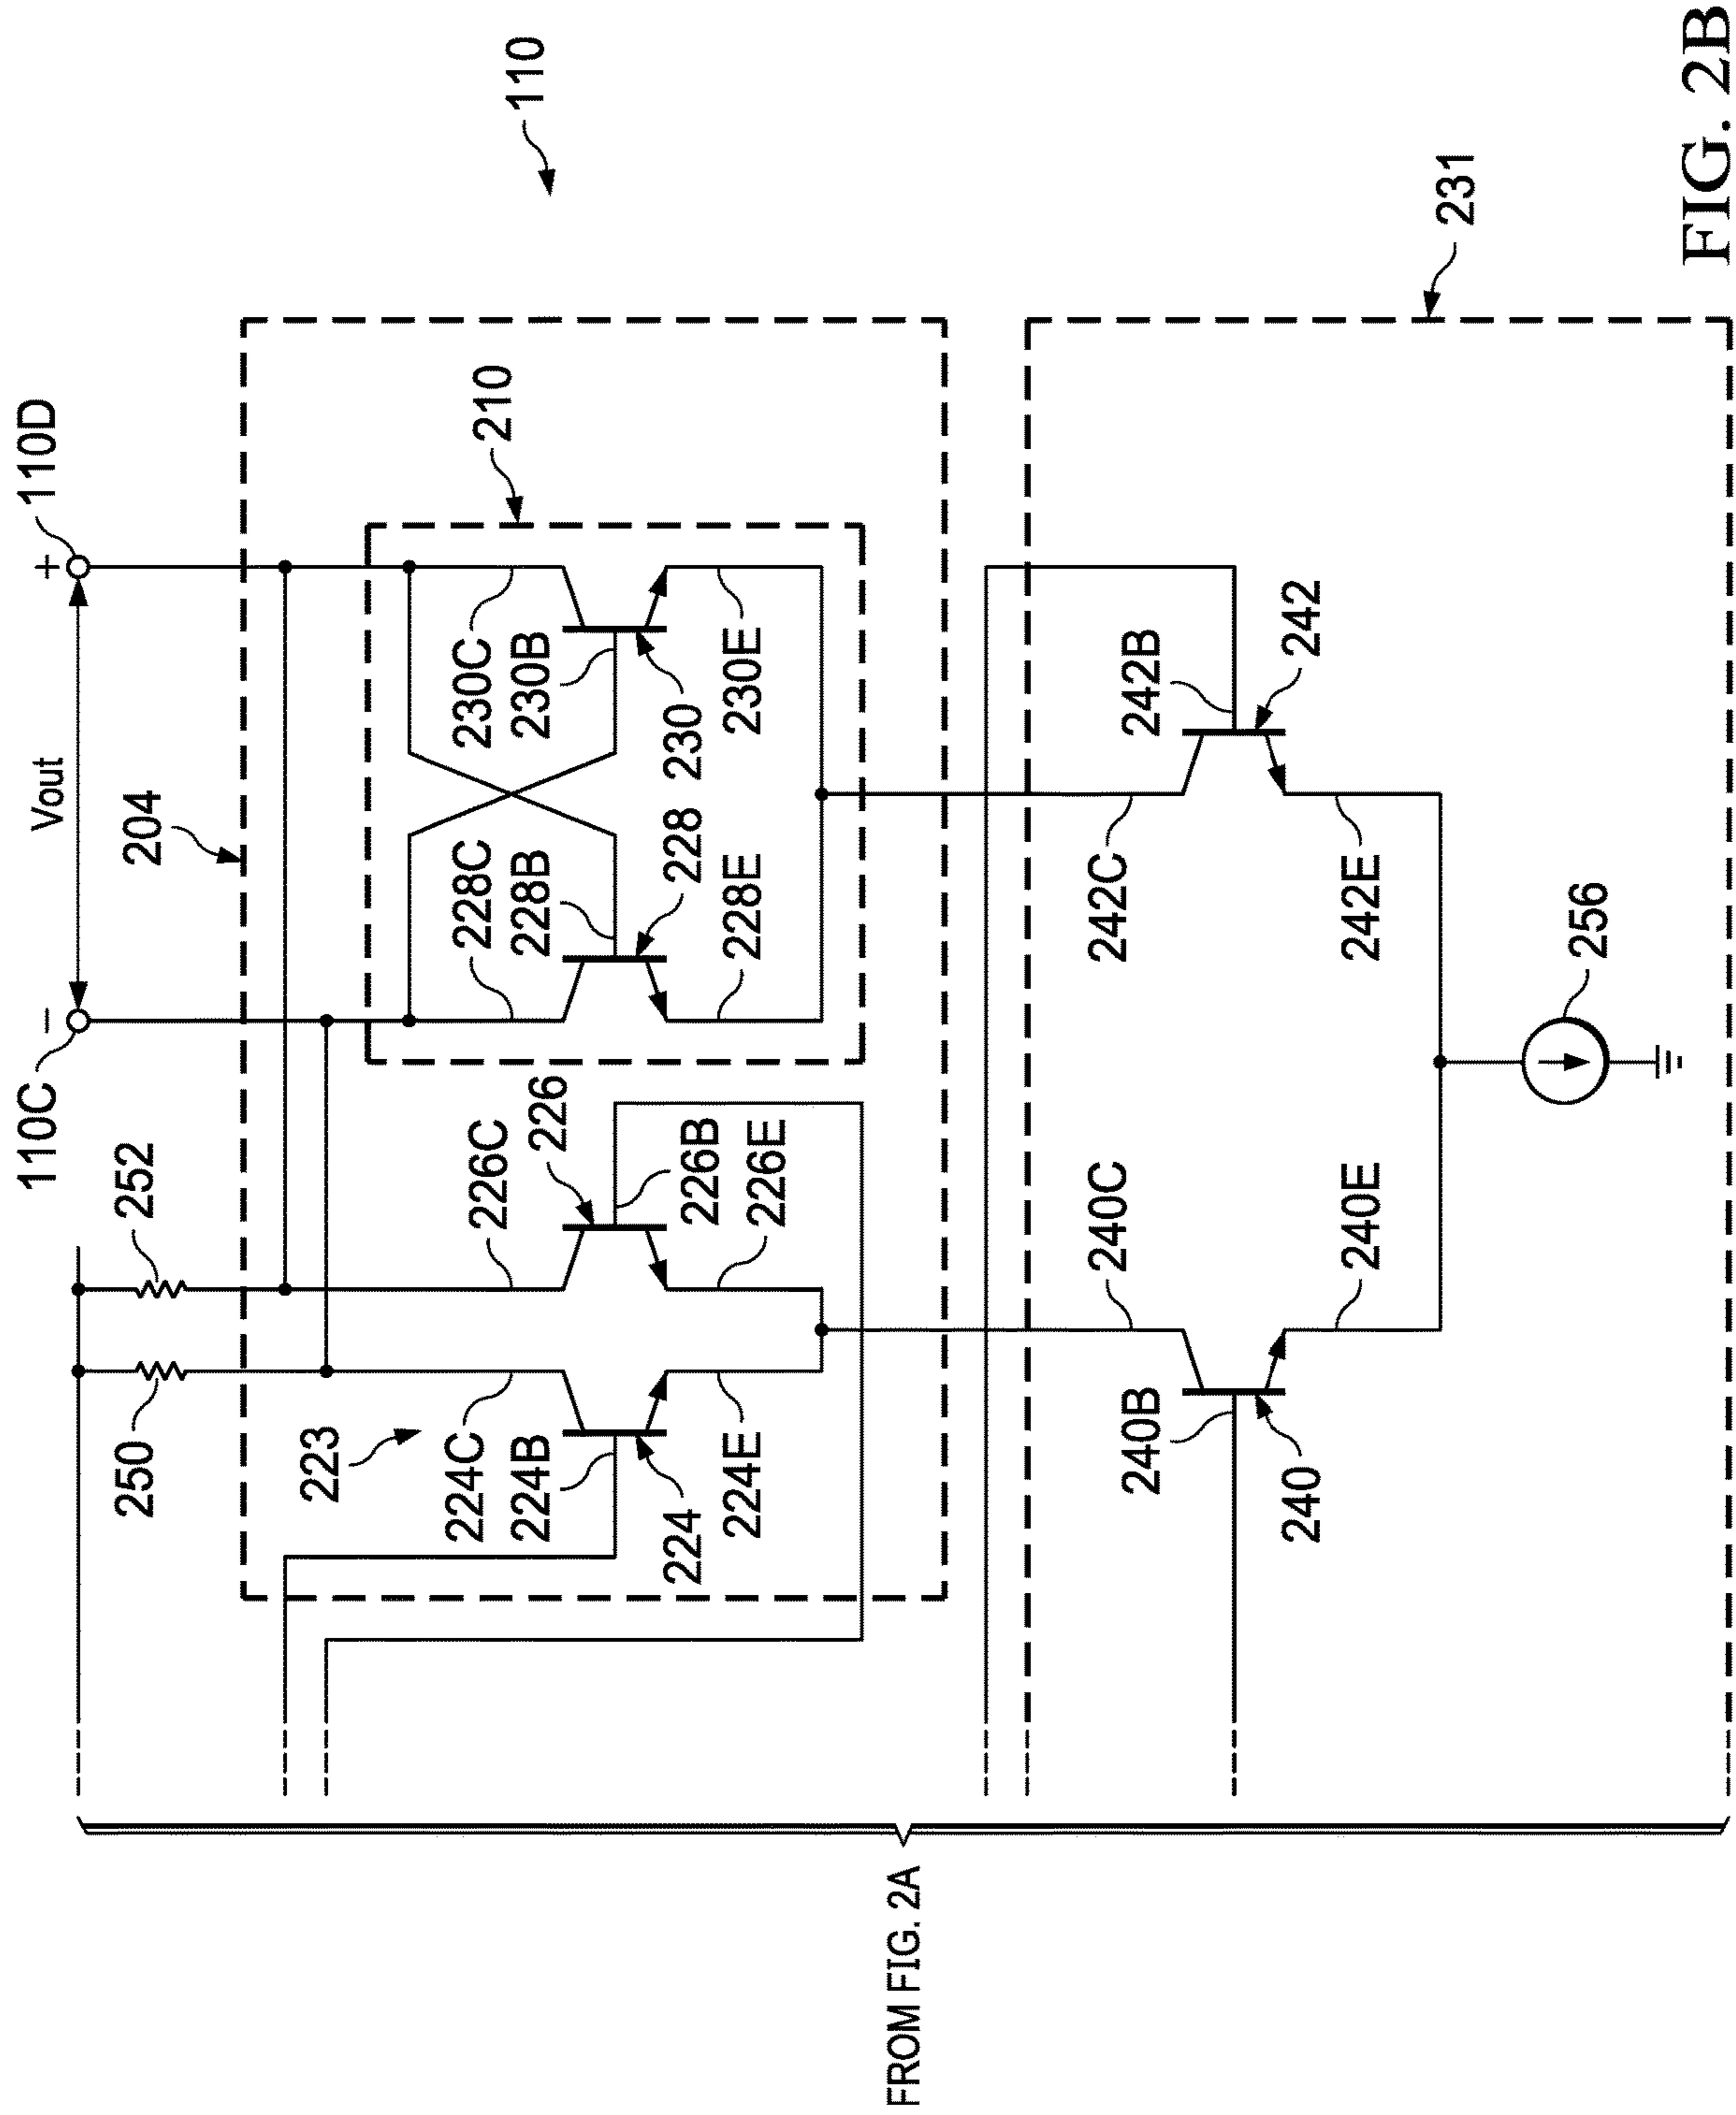 110C
−
Vout
+
110D
110
252
250
204
210
223
226C
226
228C
230C
224C
224B
228B
230B
224
226B
228
230
224E
226E
228E
230E
231
240C
242C
240B
242B
240
242
240E
242E
256
FROM FIG. 2A
FIG. 2B